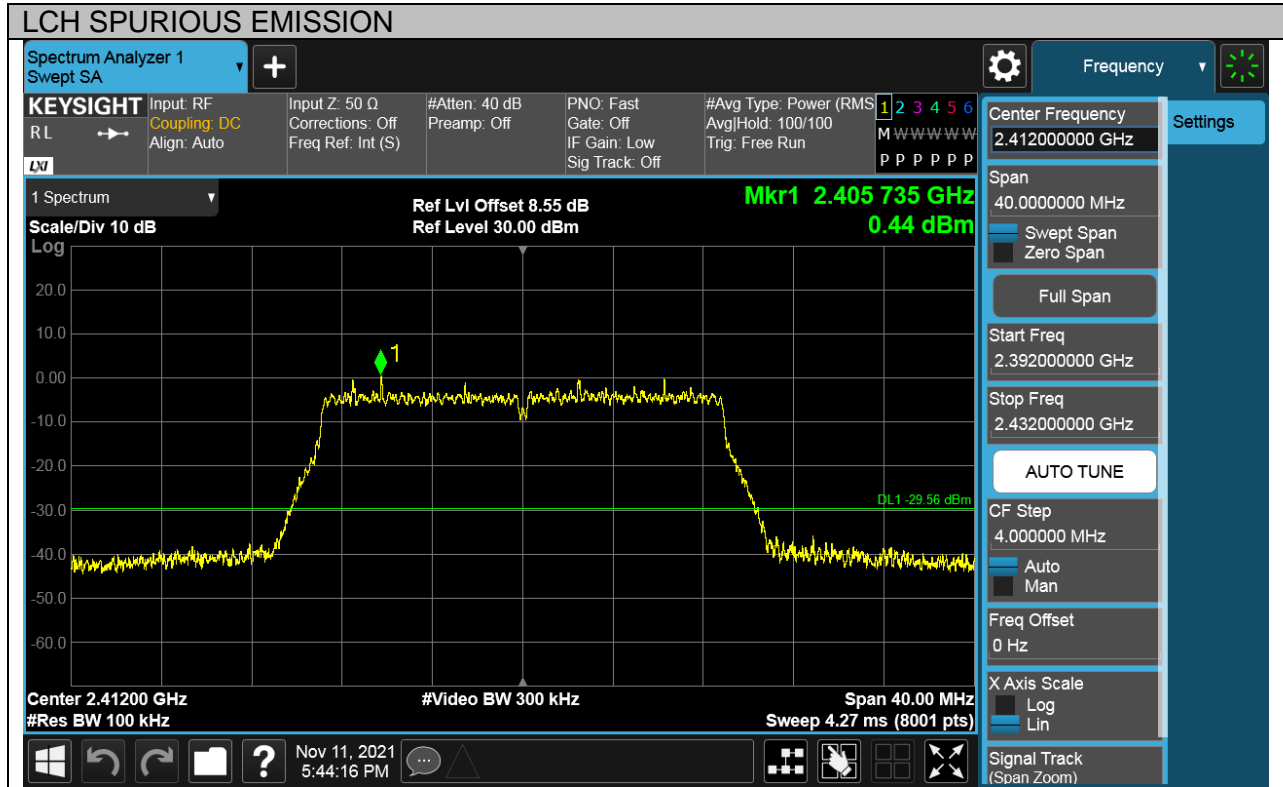 LCH SPURIOUS EMISSION
Spectrum Analyzer 1
Swept SA
Frequency
KEYSIGHT
RL
LXI
Input: RF
Coupling: DC
Align: Auto
Input Z: 50 Ω
Corrections: Off
Freq Ref: Int (S)
#Atten: 40 dB
Preamp: Off
PNO: Fast
Gate: Off
IF Gain: Low
Sig Track: Off
#Avg Type: Power (RMS
Avg|Hold: 100/100
Trig: Free Run
1 2 3 4 5 6
M W W W W W
P P P P P P
1 Spectrum
Scale/Div 10 dB
Ref Lvl Offset 8.55 dB
Ref Level 30.00 dBm
Mkr1 2.405 735 GHz
0.44 dBm
Log
20.0
10.0
0.00
-10.0
-20.0
-30.0
-40.0
-50.0
-60.0
1
DL1 -29.56 dBm
Center 2.41200 GHz
#Video BW 300 kHz
Span 40.00 MHz
#Res BW 100 kHz
Sweep 4.27 ms (8001 pts)
?
Nov 11, 2021
5:44:16 PM
Center Frequency
2.412000000 GHz
Settings
Span
40.0000000 MHz
Swept Span
Zero Span
Full Span
Start Freq
2.392000000 GHz
Stop Freq
2.432000000 GHz
AUTO TUNE
CF Step
4.000000 MHz
Auto
Man
Freq Offset
0 Hz
X Axis Scale
Log
Lin
Signal Track
(Span Zoom)